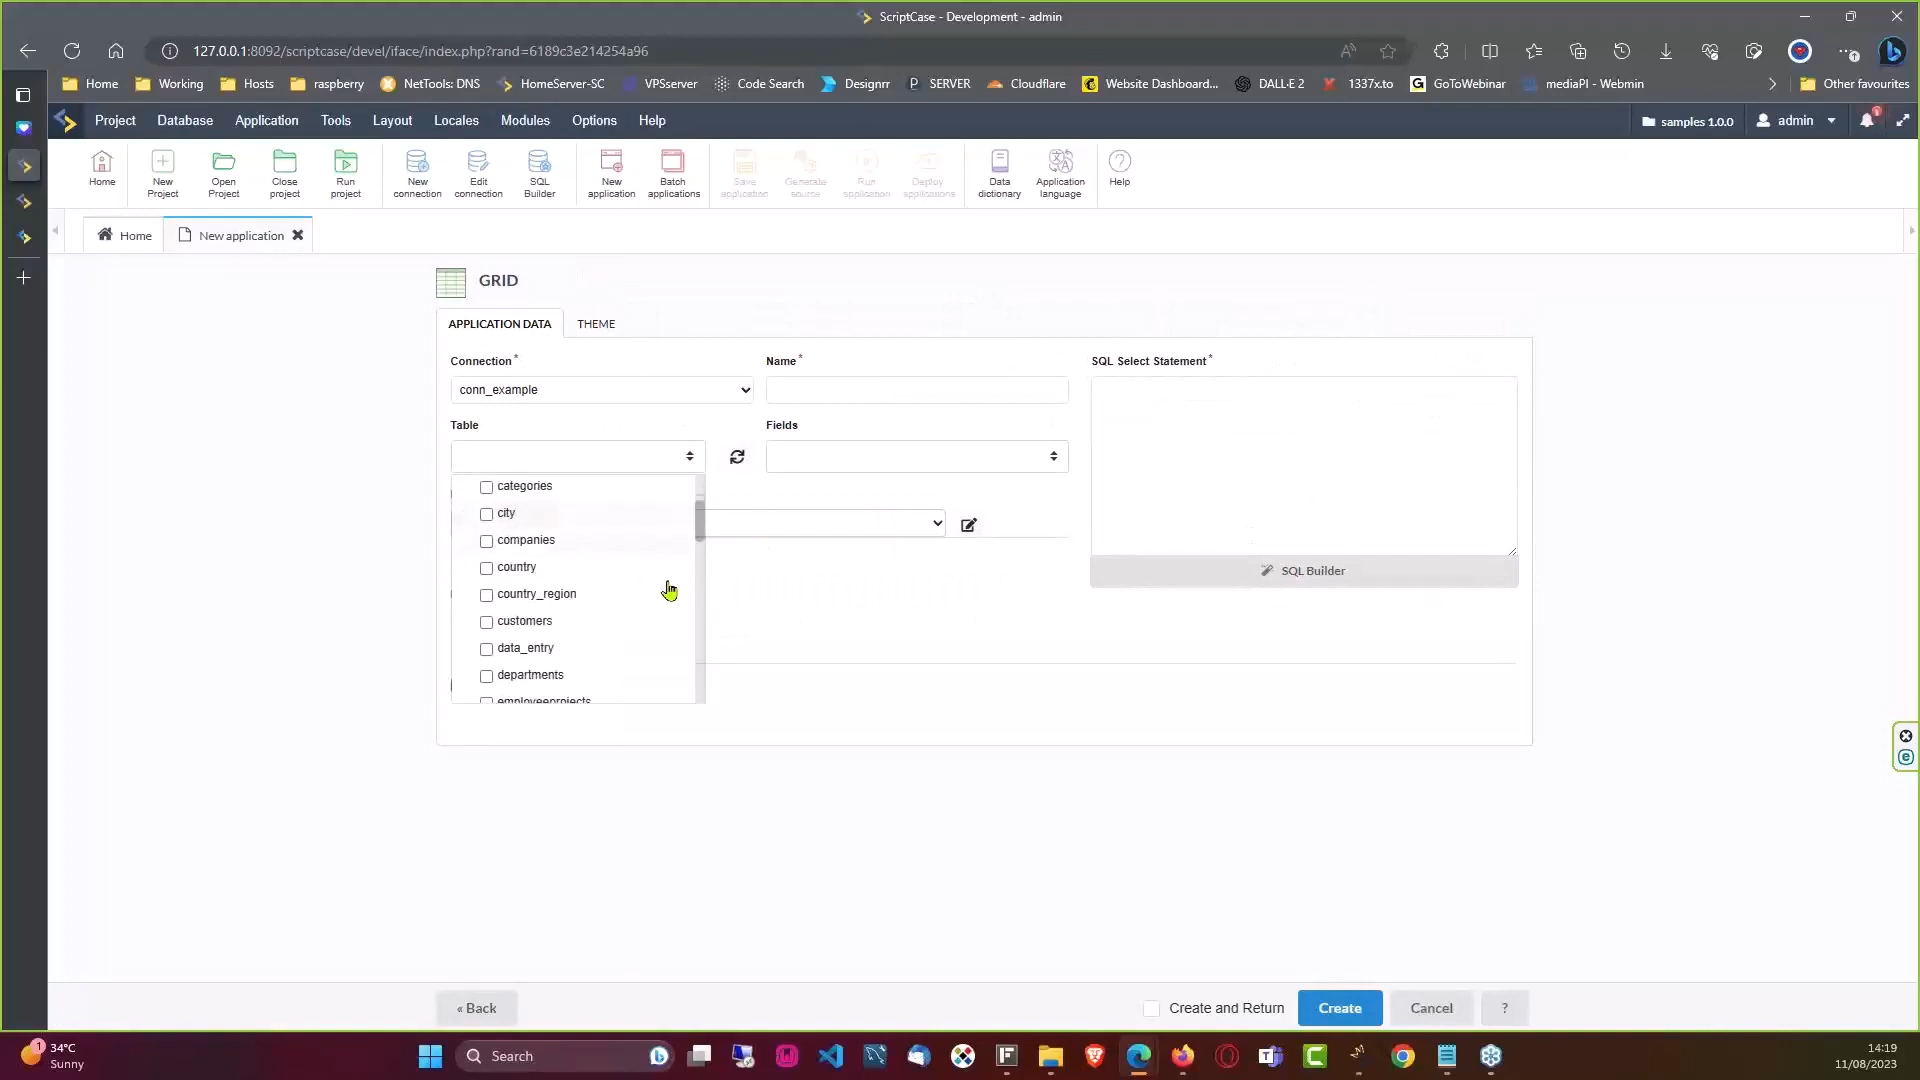 ScriptCase - Development - admin
127.0.0.1:8092/scriptcase/devel/iface/index.php?rand=6189c3e214254a96
Home Working Hosts raspberry NetTools: DNS HomeServer-SC VPSserver Code Search Designrr SERVER Cloudflare Website Dashboard... DALL·E 2 1337x.to GoToWebinar mediaPI - Webmin Other favourites
Project Database Application Tools Layout Locales Modules Options Help samples 1.0.0 admin 1
Home
New Project
Open Project
Close project
Run project
New connection
Edit connection
SQL Builder
New application
Batch applications
Save application
Generate source
Run application
Deploy applications
Data dictionary
Application language
Help
Home New application
GRID
APPLICATION DATA THEME
Connection * Name * SQL Select Statement *
conn_example
Table Fields
categories
city
companies
country
country_region
customers
data_entry
departments
employeeprojects
SQL Builder
« Back Create and Return Create Cancel ?
1 34°C
Sunny
Search
14:19
11/08/2023